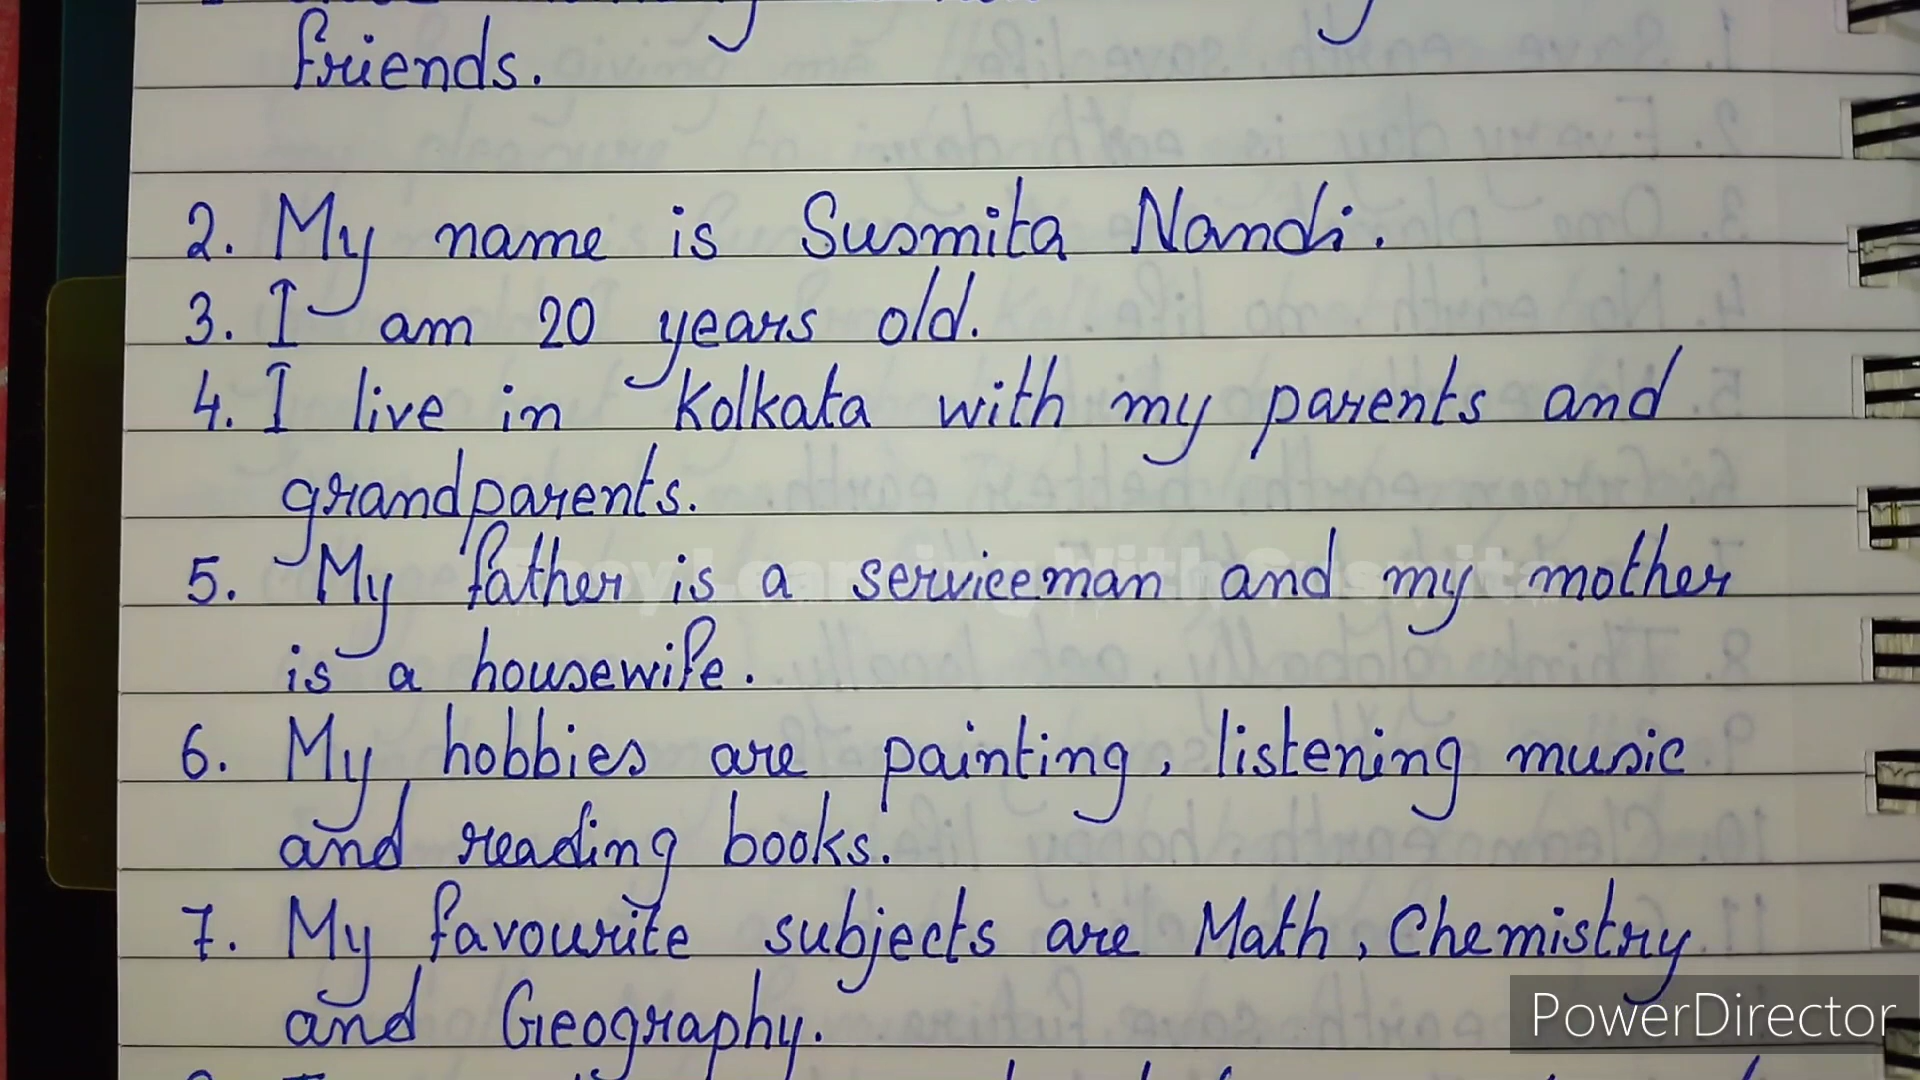 friends.
2. My name is Susmita Nandi.
3. I am 20 years old.
4. I live in Kolkata with my parents and
grandparents.
5. My father is a serviceman and my mother
is a housewife.
6. My hobbies are painting, listening music
and reading books.
7. My favourite subjects are Math, Chemistry
and Geography.
PowerDirector